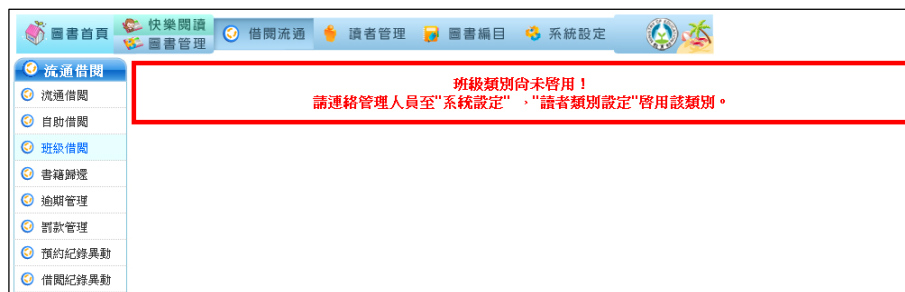 圖書首頁
快樂閱讀
圖書管理
借閱流通
讀者管理
圖書編目
系統設定
流通借閱
流通借閱
自助借閱
班級借閱
書籍歸還
逾期管理
罰款管理
預約紀錄異動
借閱紀錄異動
班級類別尚未啓用！
請連絡管理人員至"系統設定" ，"讀者類別設定"啓用該類別。